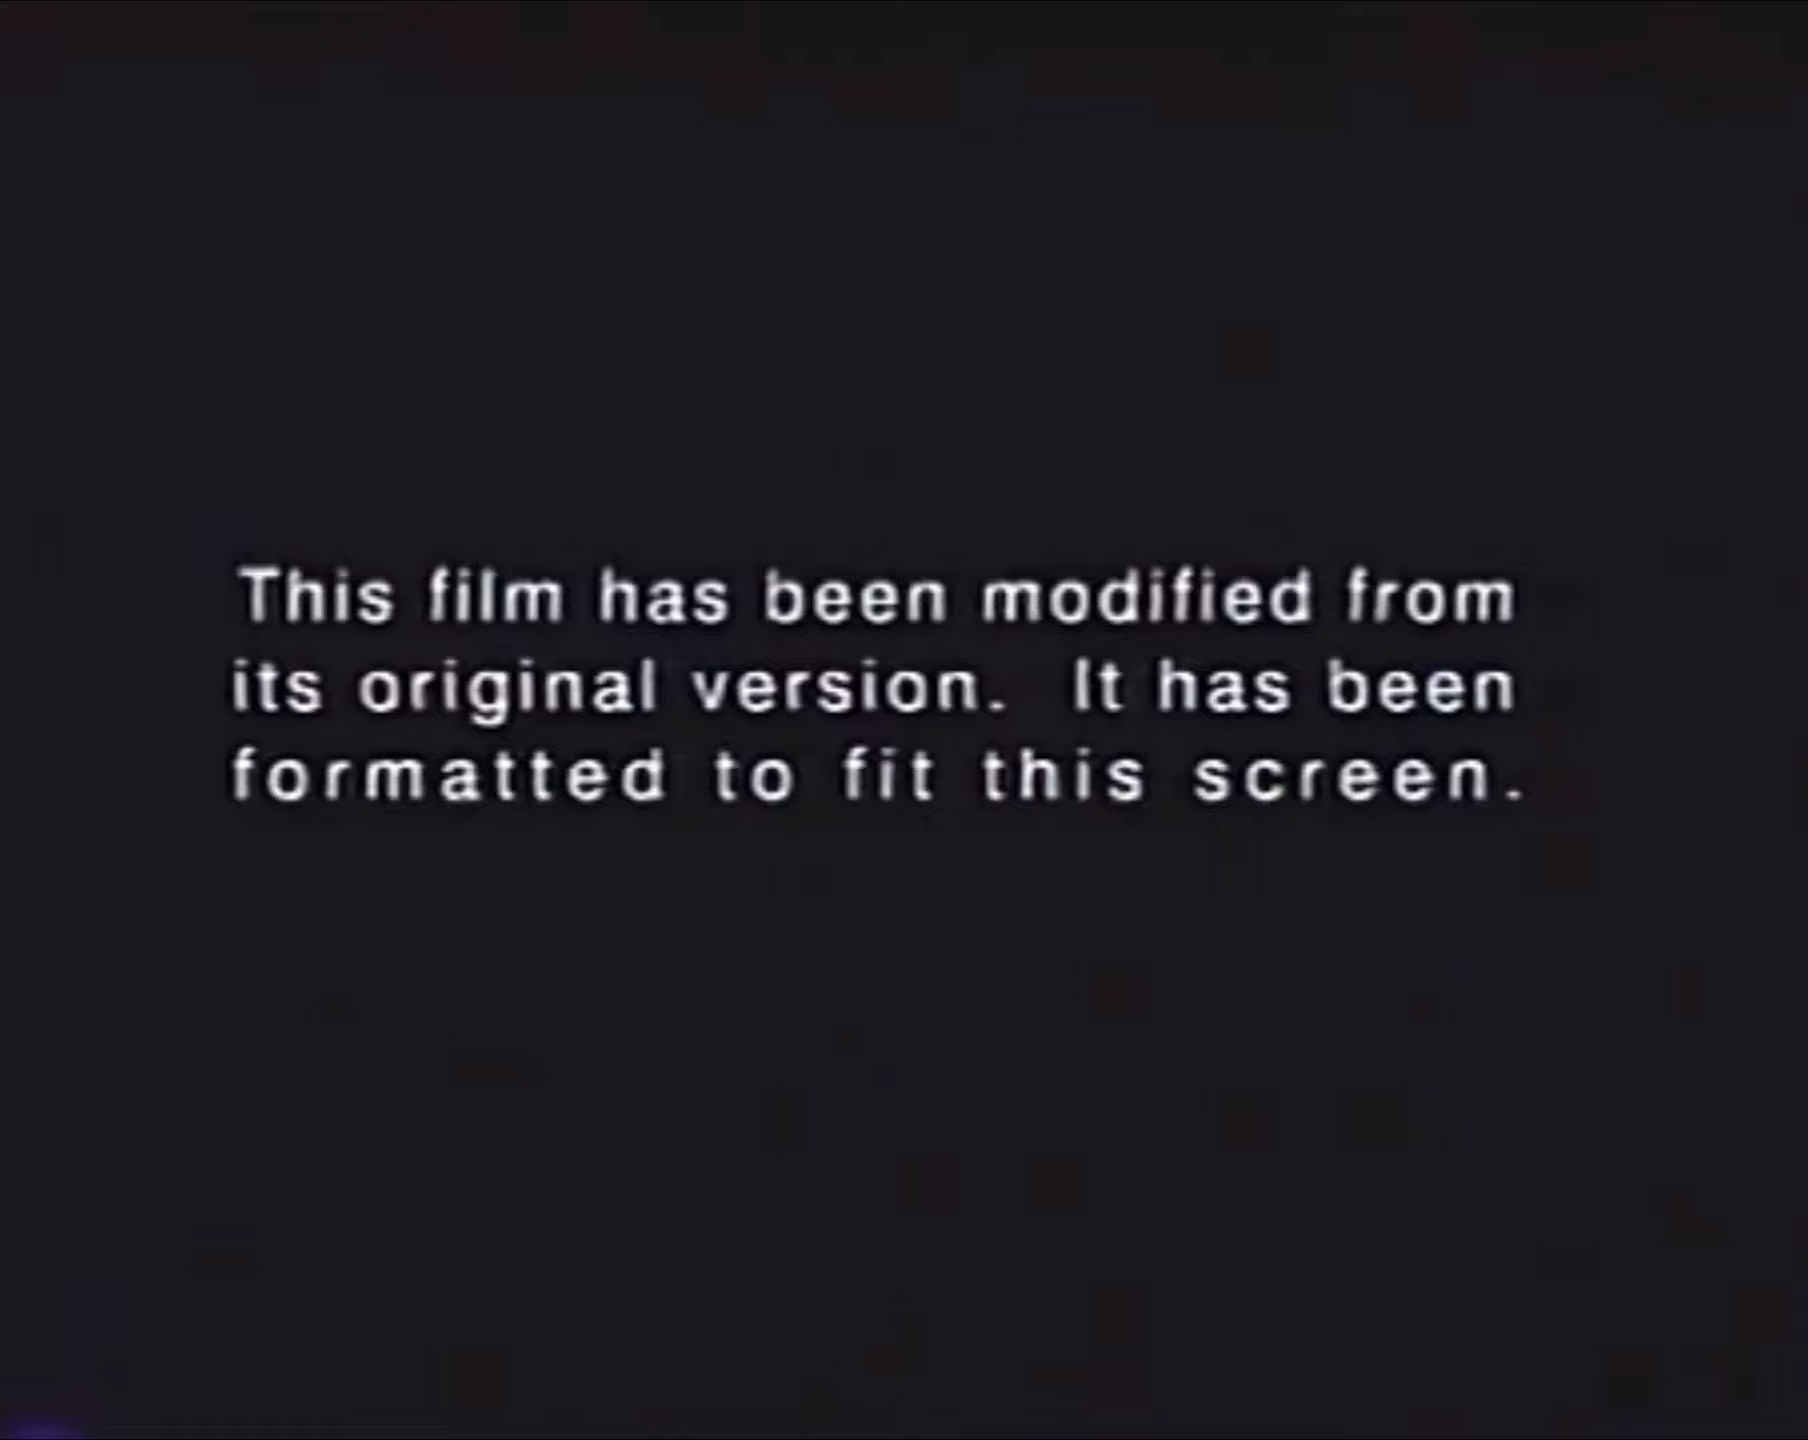 This film has been modified from
its original version.  It has been
formatted to fit this screen.